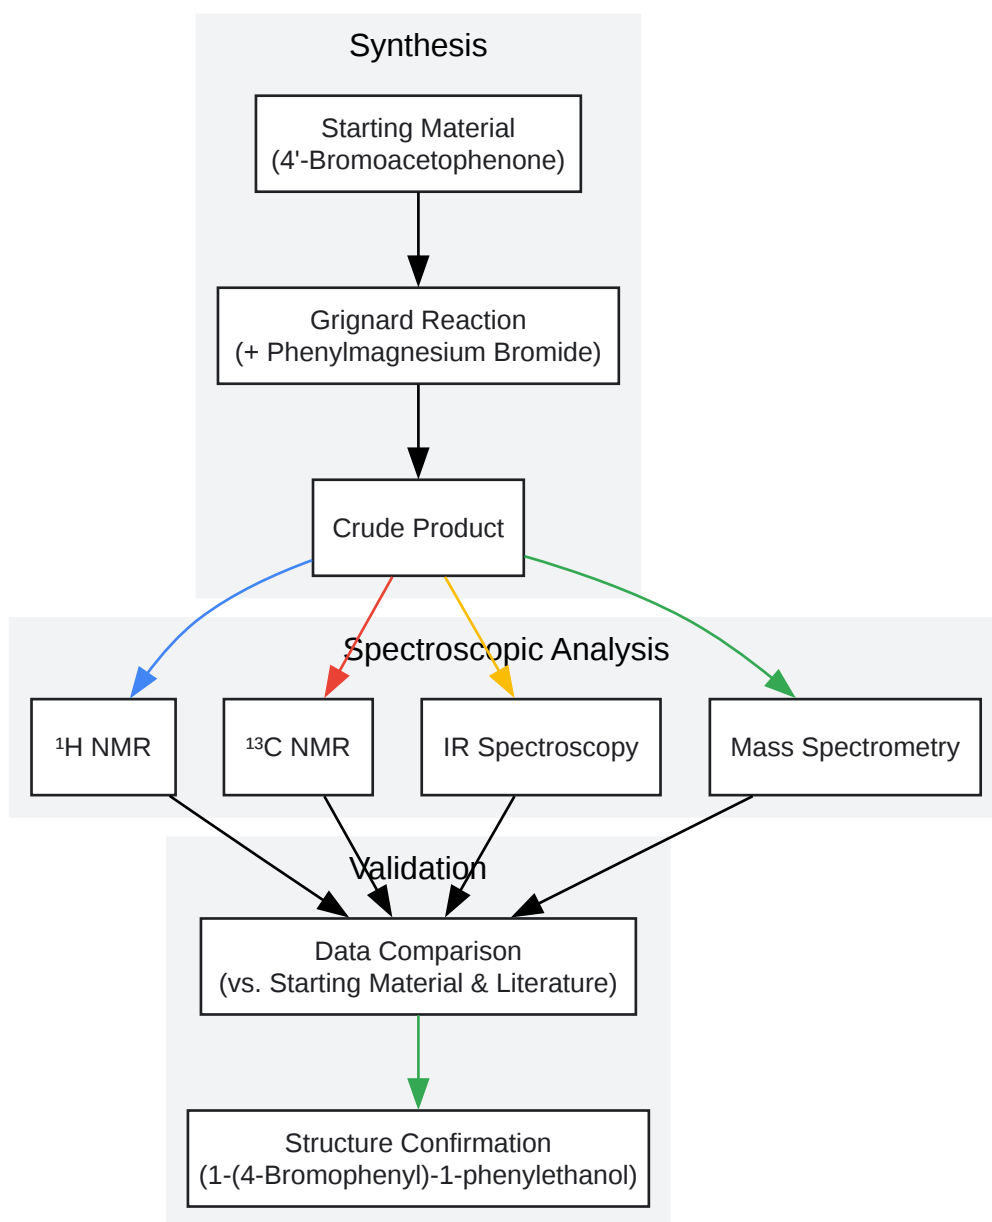 Synthesis
Starting Material
(4'-Bromoacetophenone)
Grignard Reaction
(+ Phenylmagnesium Bromide)
Crude Product
Spectroscopic Analysis
¹H NMR
¹³C NMR
IR Spectroscopy
Mass Spectrometry
Validation
Data Comparison
(vs. Starting Material & Literature)
Structure Confirmation
(1-(4-Bromophenyl)-1-phenylethanol)